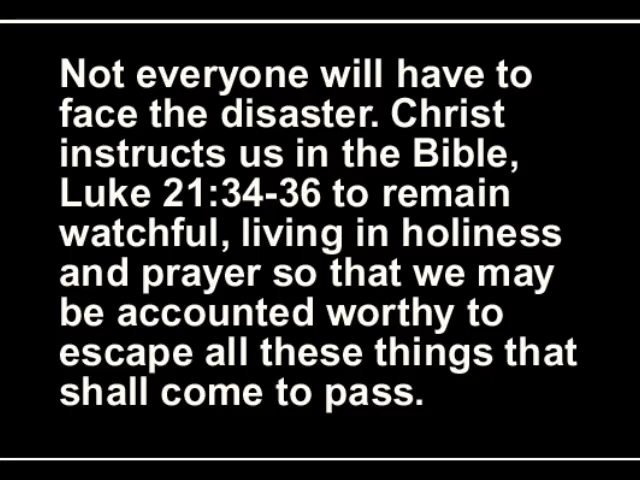 Not everyone will have to
face the disaster. Christ
instructs us in the Bible,
Luke 21:34-36 to remain
watchful, living in holiness
and prayer so that we may
be accounted worthy to
escape all these things that
shall come to pass.